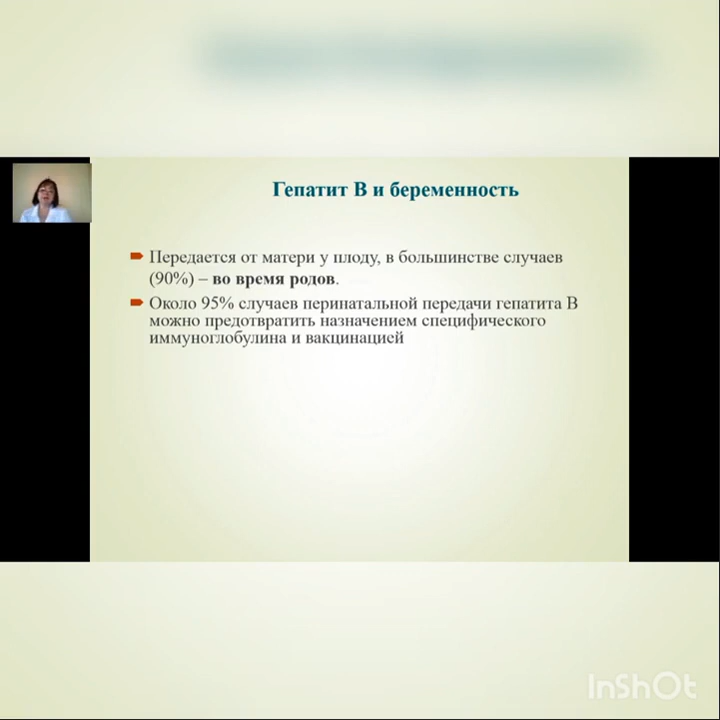 Гепатит В и беременность
Передается от матери у плоду, в большинстве случаев
(90%) – во время родов.
Около 95% случаев перинатальной передачи гепатита В
можно предотвратить назначением специфического
иммуноглобулина и вакцинацией
InShOt